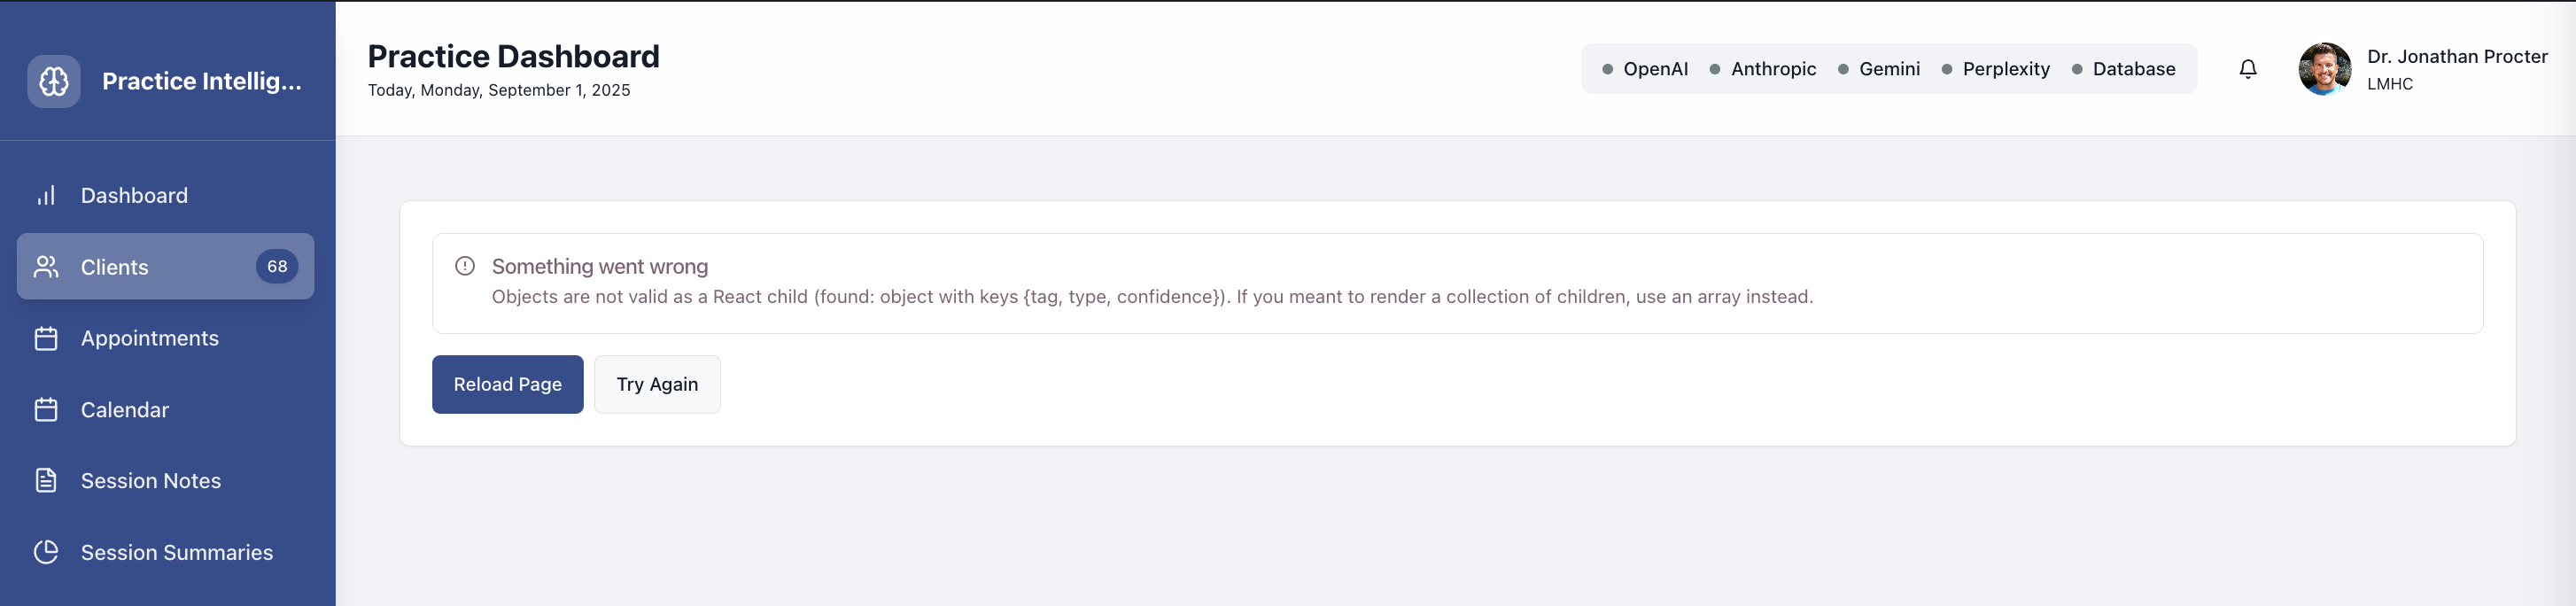 Practice Intellig...
Practice Dashboard
Today, Monday, September 1, 2025
OpenAI Anthropic Gemini Perplexity Database
Dr. Jonathan Procter
LMHC
Dashboard
Clients 68
Appointments
Calendar
Session Notes
Session Summaries
Something went wrong
Objects are not valid as a React child (found: object with keys {tag, type, confidence}). If you meant to render a collection of children, use an array instead.
Reload Page Try Again